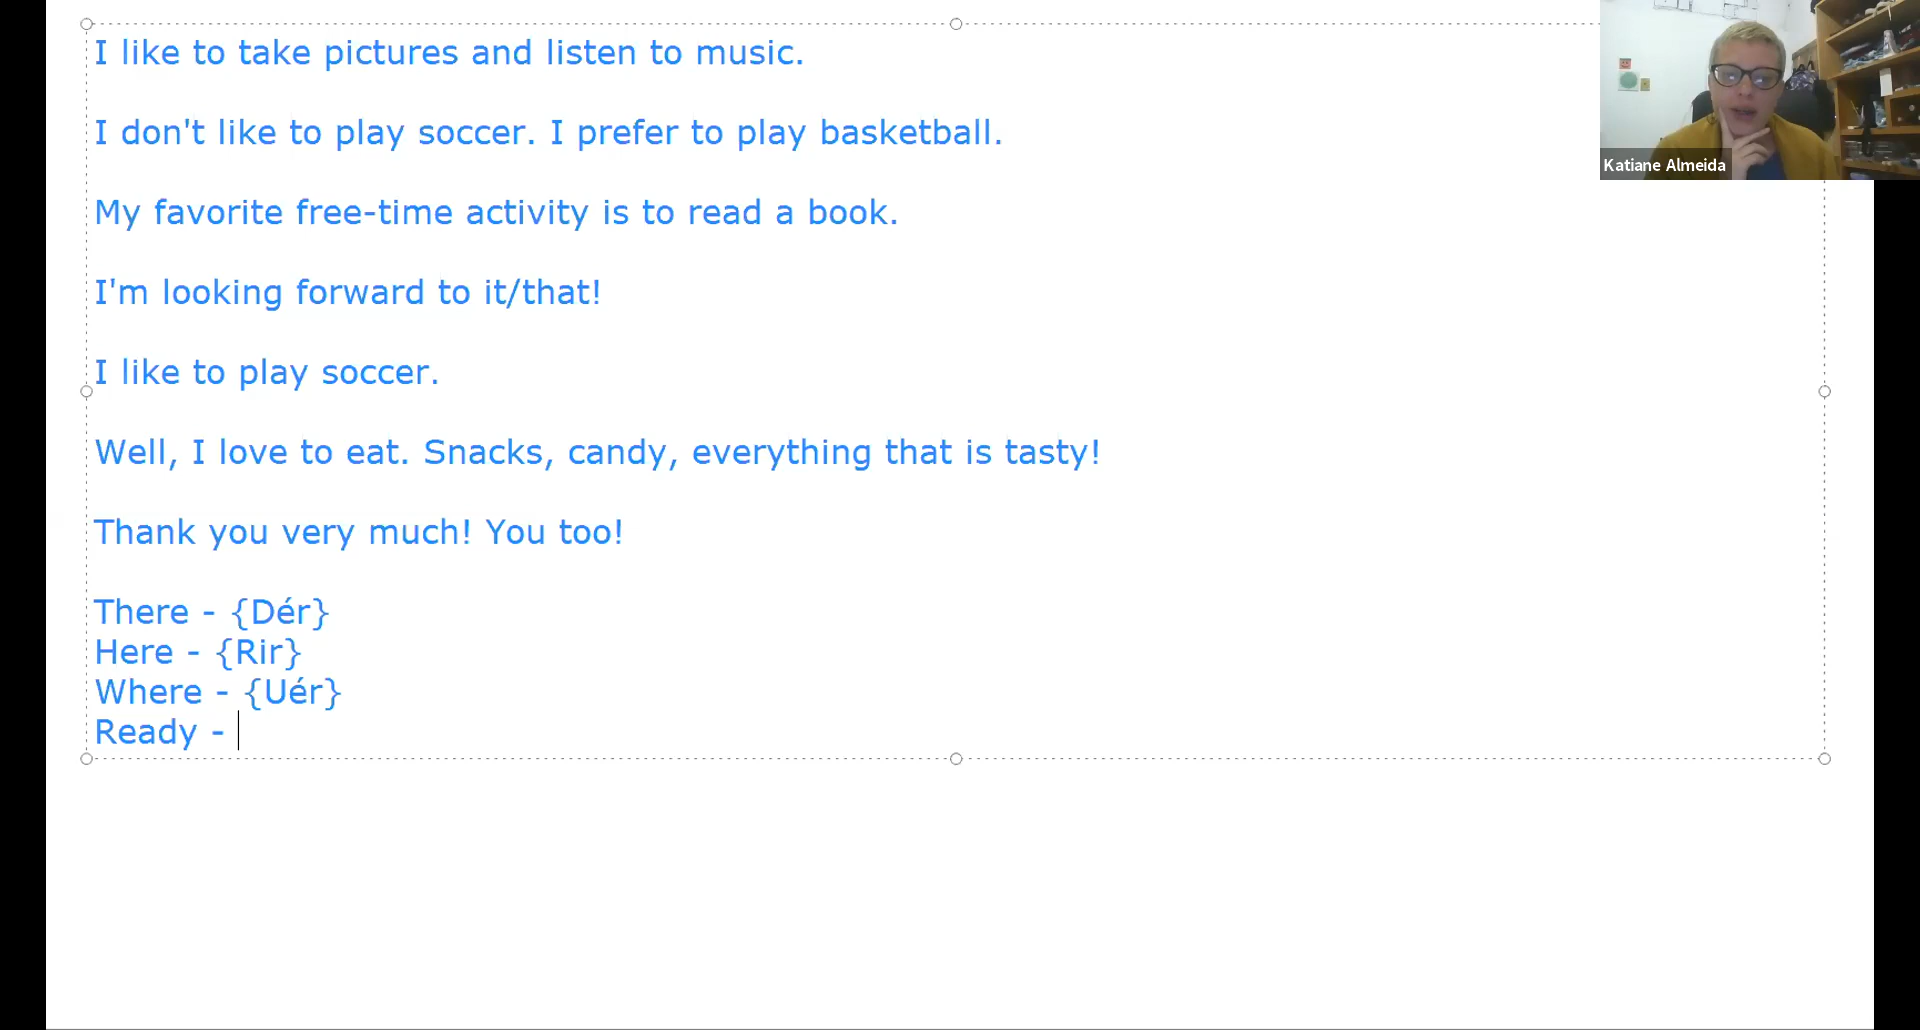 I like to take pictures and listen to music.
I don't like to play soccer. I prefer to play basketball.
My favorite free-time activity is to read a book.
I'm looking forward to it/that!
I like to play soccer.
Well, I love to eat. Snacks, candy, everything that is tasty!
Thank you very much! You too!
There - {Dér}
Here - {Rir}
Where - {Uér}
Ready -
Katiane Almeida